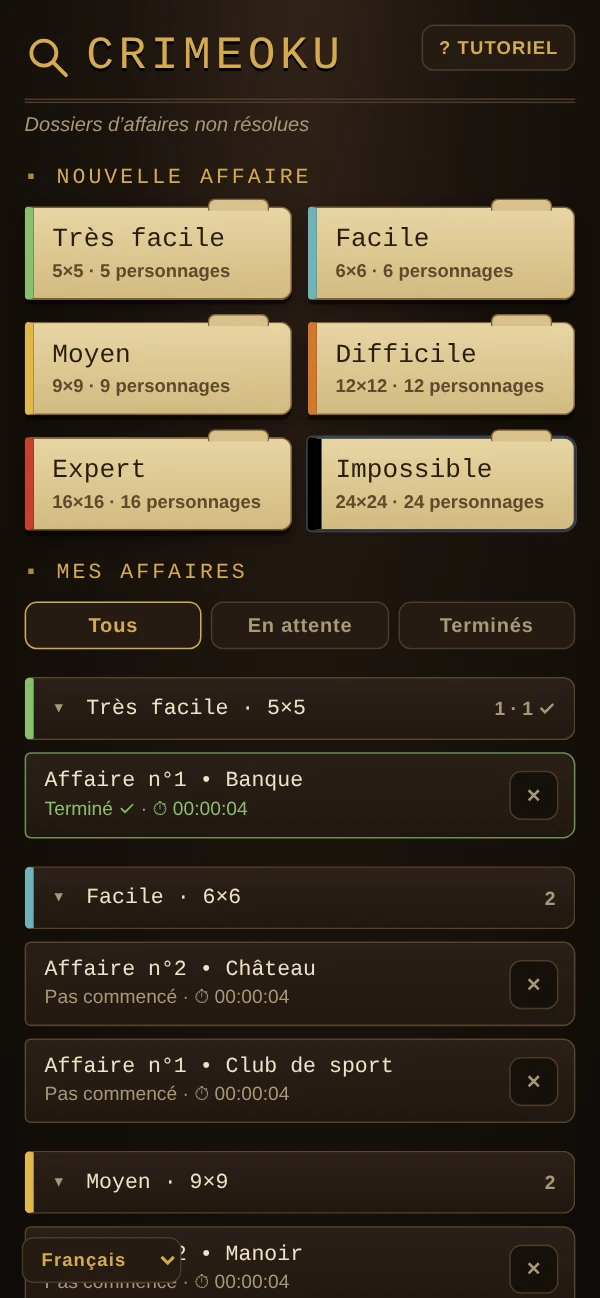 CRIMEOKU
? TUTORIEL
Dossiers d’affaires non résolues
▪ NOUVELLE AFFAIRE
Très facile
5×5 · 5 personnages
Facile
6×6 · 6 personnages
Moyen
9×9 · 9 personnages
Difficile
12×12 · 12 personnages
Expert
16×16 · 16 personnages
Impossible
24×24 · 24 personnages
▪ MES AFFAIRES
Tous
En attente
Terminés
▼ Très facile · 5×5
1 · 1 ✓
Affaire n°1 • Banque
Terminé ✓ · ⏱ 00:00:04
×
▼ Facile · 6×6
2
Affaire n°2 • Château
Pas commencé · ⏱ 00:00:04
×
Affaire n°1 • Club de sport
Pas commencé · ⏱ 00:00:04
×
▼ Moyen · 9×9
2
2 • Manoir
Pas commencé · ⏱ 00:00:04
×
Français